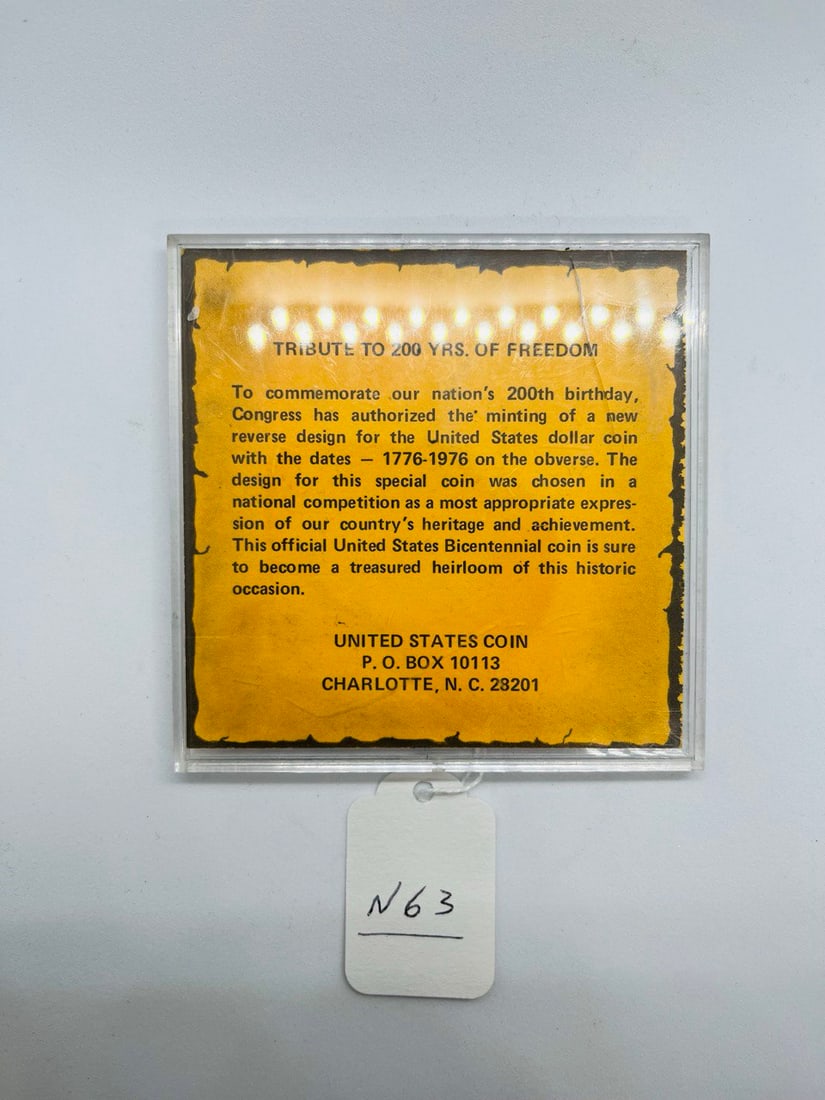 TRIBUTE TO 200 YRS. OF FREEDOM
To commemorate our nation's 200th birthday,
Congress has authorized the minting of a new
reverse design for the United States dollar coin
with the dates — 1776-1976 on the obverse. The
design for this special coin was chosen in a
national competition as a most appropriate expres-
sion of our country's heritage and achievement.
This official United States Bicentennial coin is sure
to become a treasured heirloom of this historic
occasion.
UNITED STATES COIN
P. O. BOX 10113
CHARLOTTE, N. C. 28201
N63